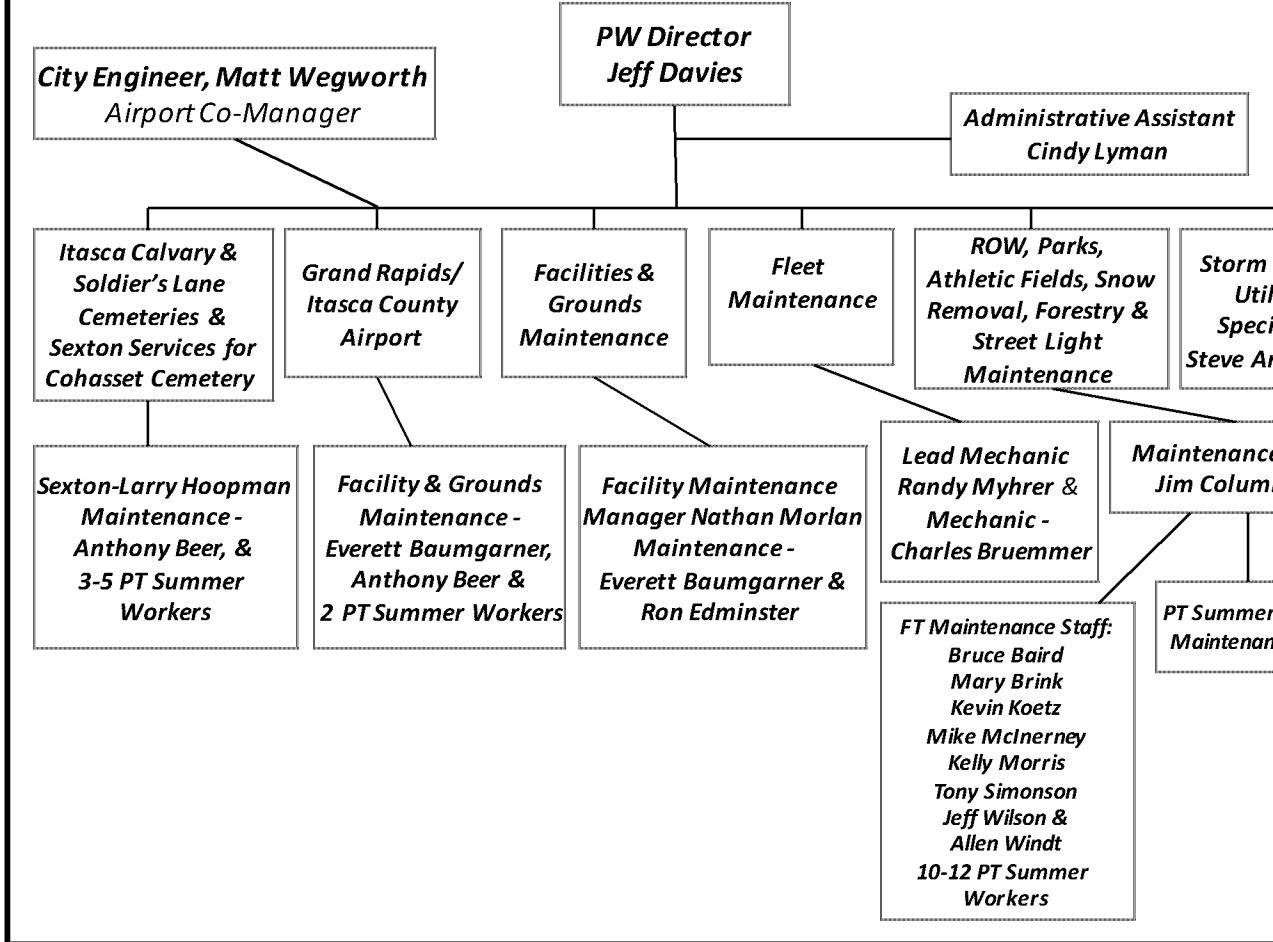 PW Director
Jeff Davies
City Engineer, Matt Wegworth
Airport Co-Manager
Administrative Assistant
Cindy Lyman
Itasca Calvary &
Soldier's Lane
Cemeteries &
Sexton Services for
Cohasset Cemetery
Grand Rapids/
Itasca County
Airport
Facilities &
Grounds
Maintenance
Fleet
Maintenance
ROW, Parks,
Athletic Fields, Snow
Removal, Forestry &
Street Light
Maintenance
Storm
Steve
Sexton-Larry Hoopman
Maintenance -
Anthony Beer, &
3-5 PT Summer
Workers
Facility & Grounds
Maintenance -
Everett Baumgarner,
Anthony Beer &
2 PT Summer Workers
Facility Maintenance
Manager Nathan Morlan
Maintenance -
Everett Baumgarner &
Ron Edminster
Lead Mechanic
Randy Myhrer &
Mechanic -
Charles Bruemmer
Maintenance
Jim
FT Maintenance Staff:
Bruce Baird
Mary Brink
Kevin Koetz
Mike McInerney
Kelly Morris
Tony Simonson
Jeff Wilson &
Allen Windt
10-12 PT Summer
Workers
PT Summer